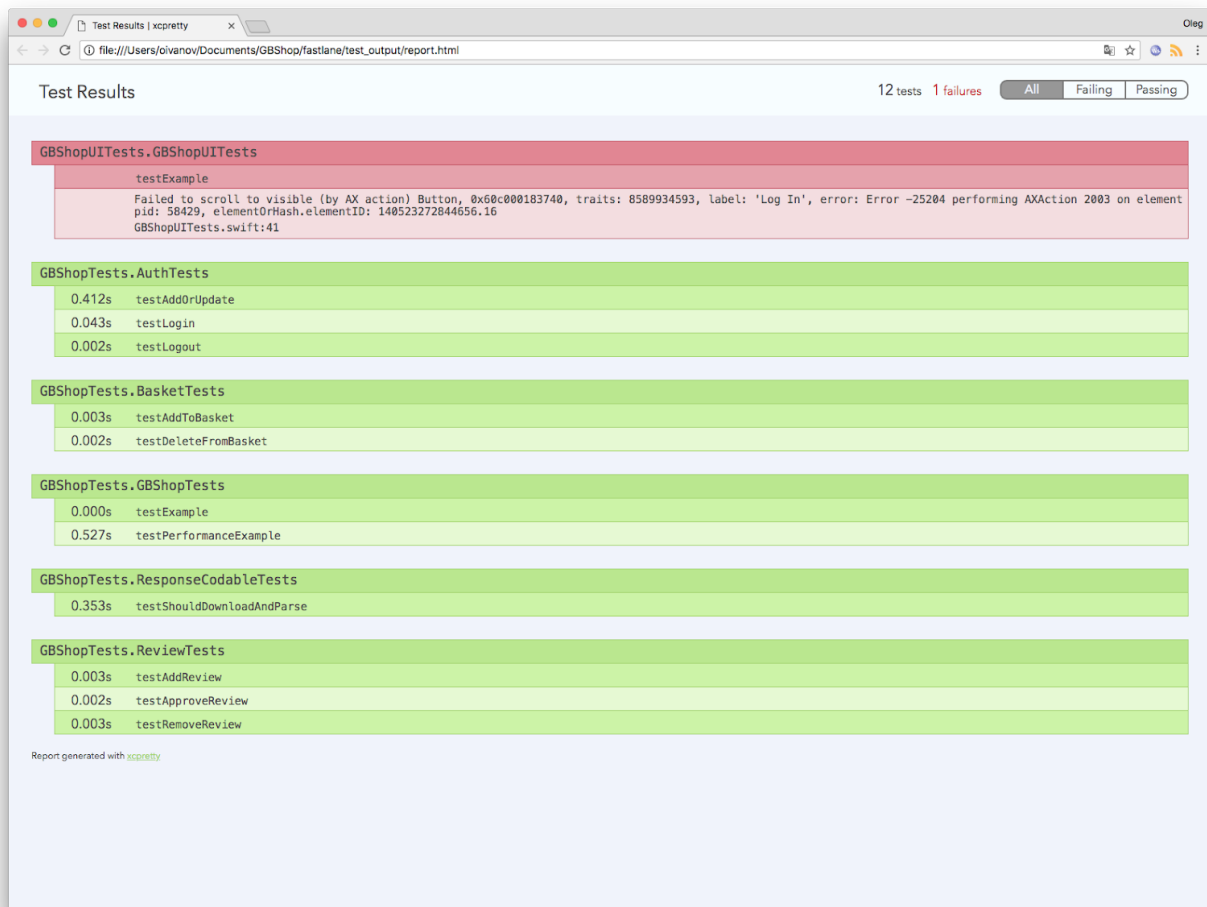 Test Results | xcpretty
Oleg
file:///Users/oivanov/Documents/GBShop/fastlane/test_output/report.html
Test Results
12 tests 1 failures All Failing Passing
GBShopUITests.GBShopUITests
testExample
Failed to scroll to visible (by AX action) Button, 0x60c000183740, traits: 8589934593, label: 'Log In', error: Error -25204 performing AXAction 2003 on element
pid: 58429, elementOrHash.elementID: 140523272844656.16
GBShopUITests.swift:41
GBShopTests.AuthTests
0.412s testAddOrUpdate
0.043s testLogin
0.002s testLogout
GBShopTests.BasketTests
0.003s testAddToBasket
0.002s testDeleteFromBasket
GBShopTests.GBShopTests
0.000s testExample
0.527s testPerformanceExample
GBShopTests.ResponseCodableTests
0.353s testShouldDownloadAndParse
GBShopTests.ReviewTests
0.003s testAddReview
0.002s testApproveReview
0.003s testRemoveReview
Report generated with xcpretty